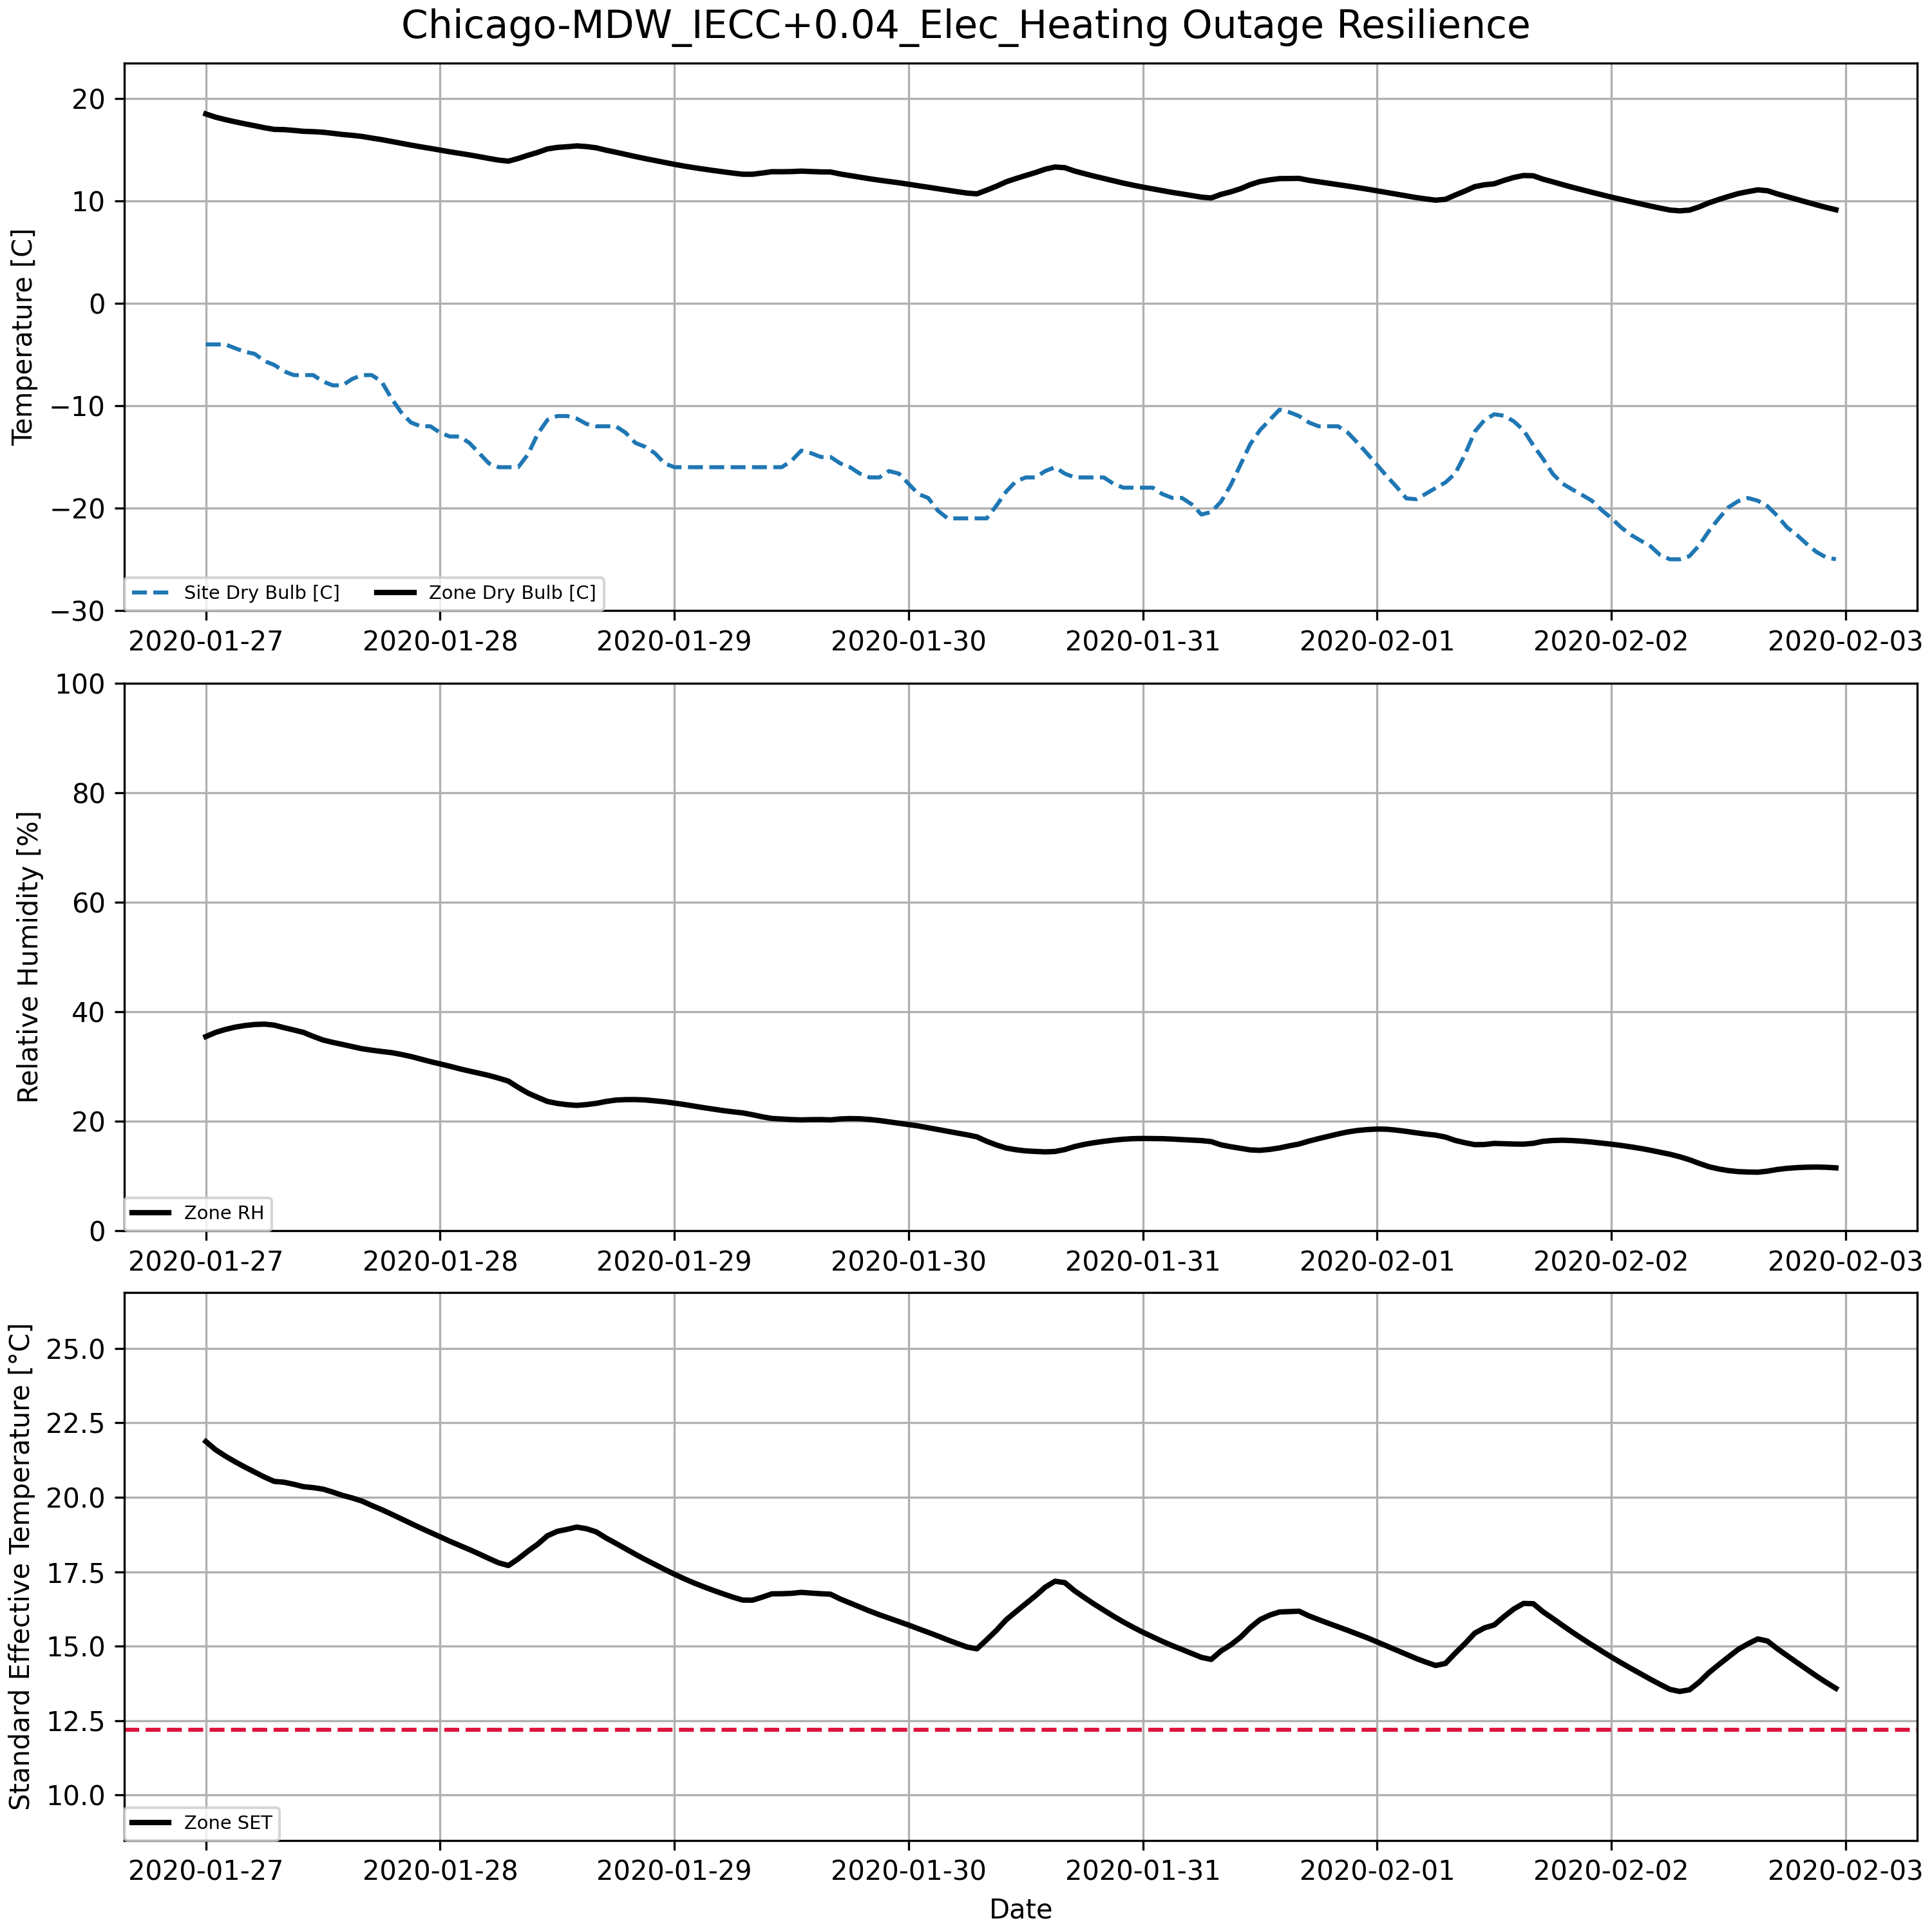 Chicago-MDW_IECC+0.04_Elec_Heating Outage Resilience
Temperature [C]
20
10
0
−10
−20
−30
Site Dry Bulb [C] Zone Dry Bulb [C]
2020-01-27 2020-01-28 2020-01-29 2020-01-30 2020-01-31 2020-02-01 2020-02-02 2020-02-03
Relative Humidity [%]
100
80
60
40
20
0
Zone RH
2020-01-27 2020-01-28 2020-01-29 2020-01-30 2020-01-31 2020-02-01 2020-02-02 2020-02-03
Standard Effective Temperature [°C]
25.0
22.5
20.0
17.5
15.0
12.5
10.0
Zone SET
2020-01-27 2020-01-28 2020-01-29 2020-01-30 2020-01-31 2020-02-01 2020-02-02 2020-02-03
Date